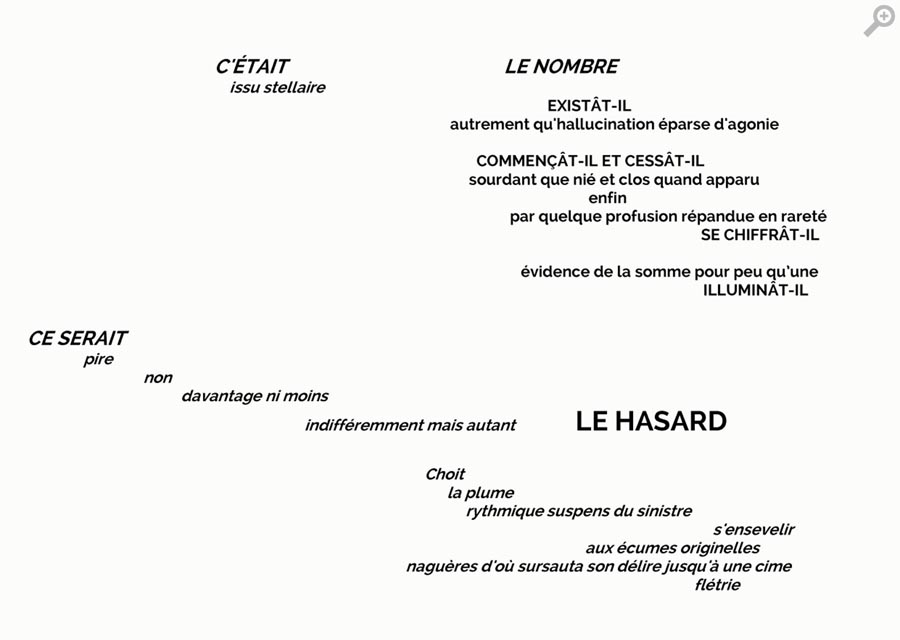 C'ÉTAIT LE NOMBRE
issu stellaire
EXISTÂT-IL
autrement qu'hallucination éparse d'agonie
COMMENÇÂT-IL ET CESSÂT-IL
sourdant que nié et clos quand apparu
enfin
par quelque profusion répandue en rareté
SE CHIFFRÂT-IL
évidence de la somme pour peu qu'une
ILLUMINÂT-IL
CE SERAIT
pire
non
davantage ni moins
indifféremment mais autant LE HASARD
Choit
la plume
rythmique suspens du sinistre
s'ensevelir
aux écumes originelles
naguères d'où sursauta son délire jusqu'à une cime
flétrie